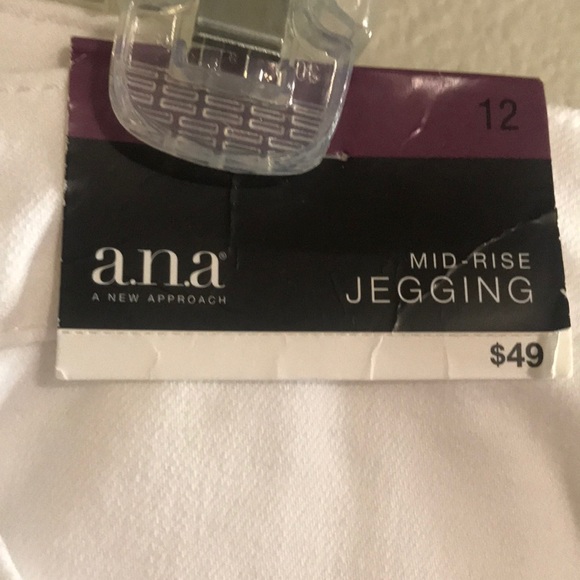 12
a.n.a®
A NEW APPROACH
MID-RISE
JEGGING
$49